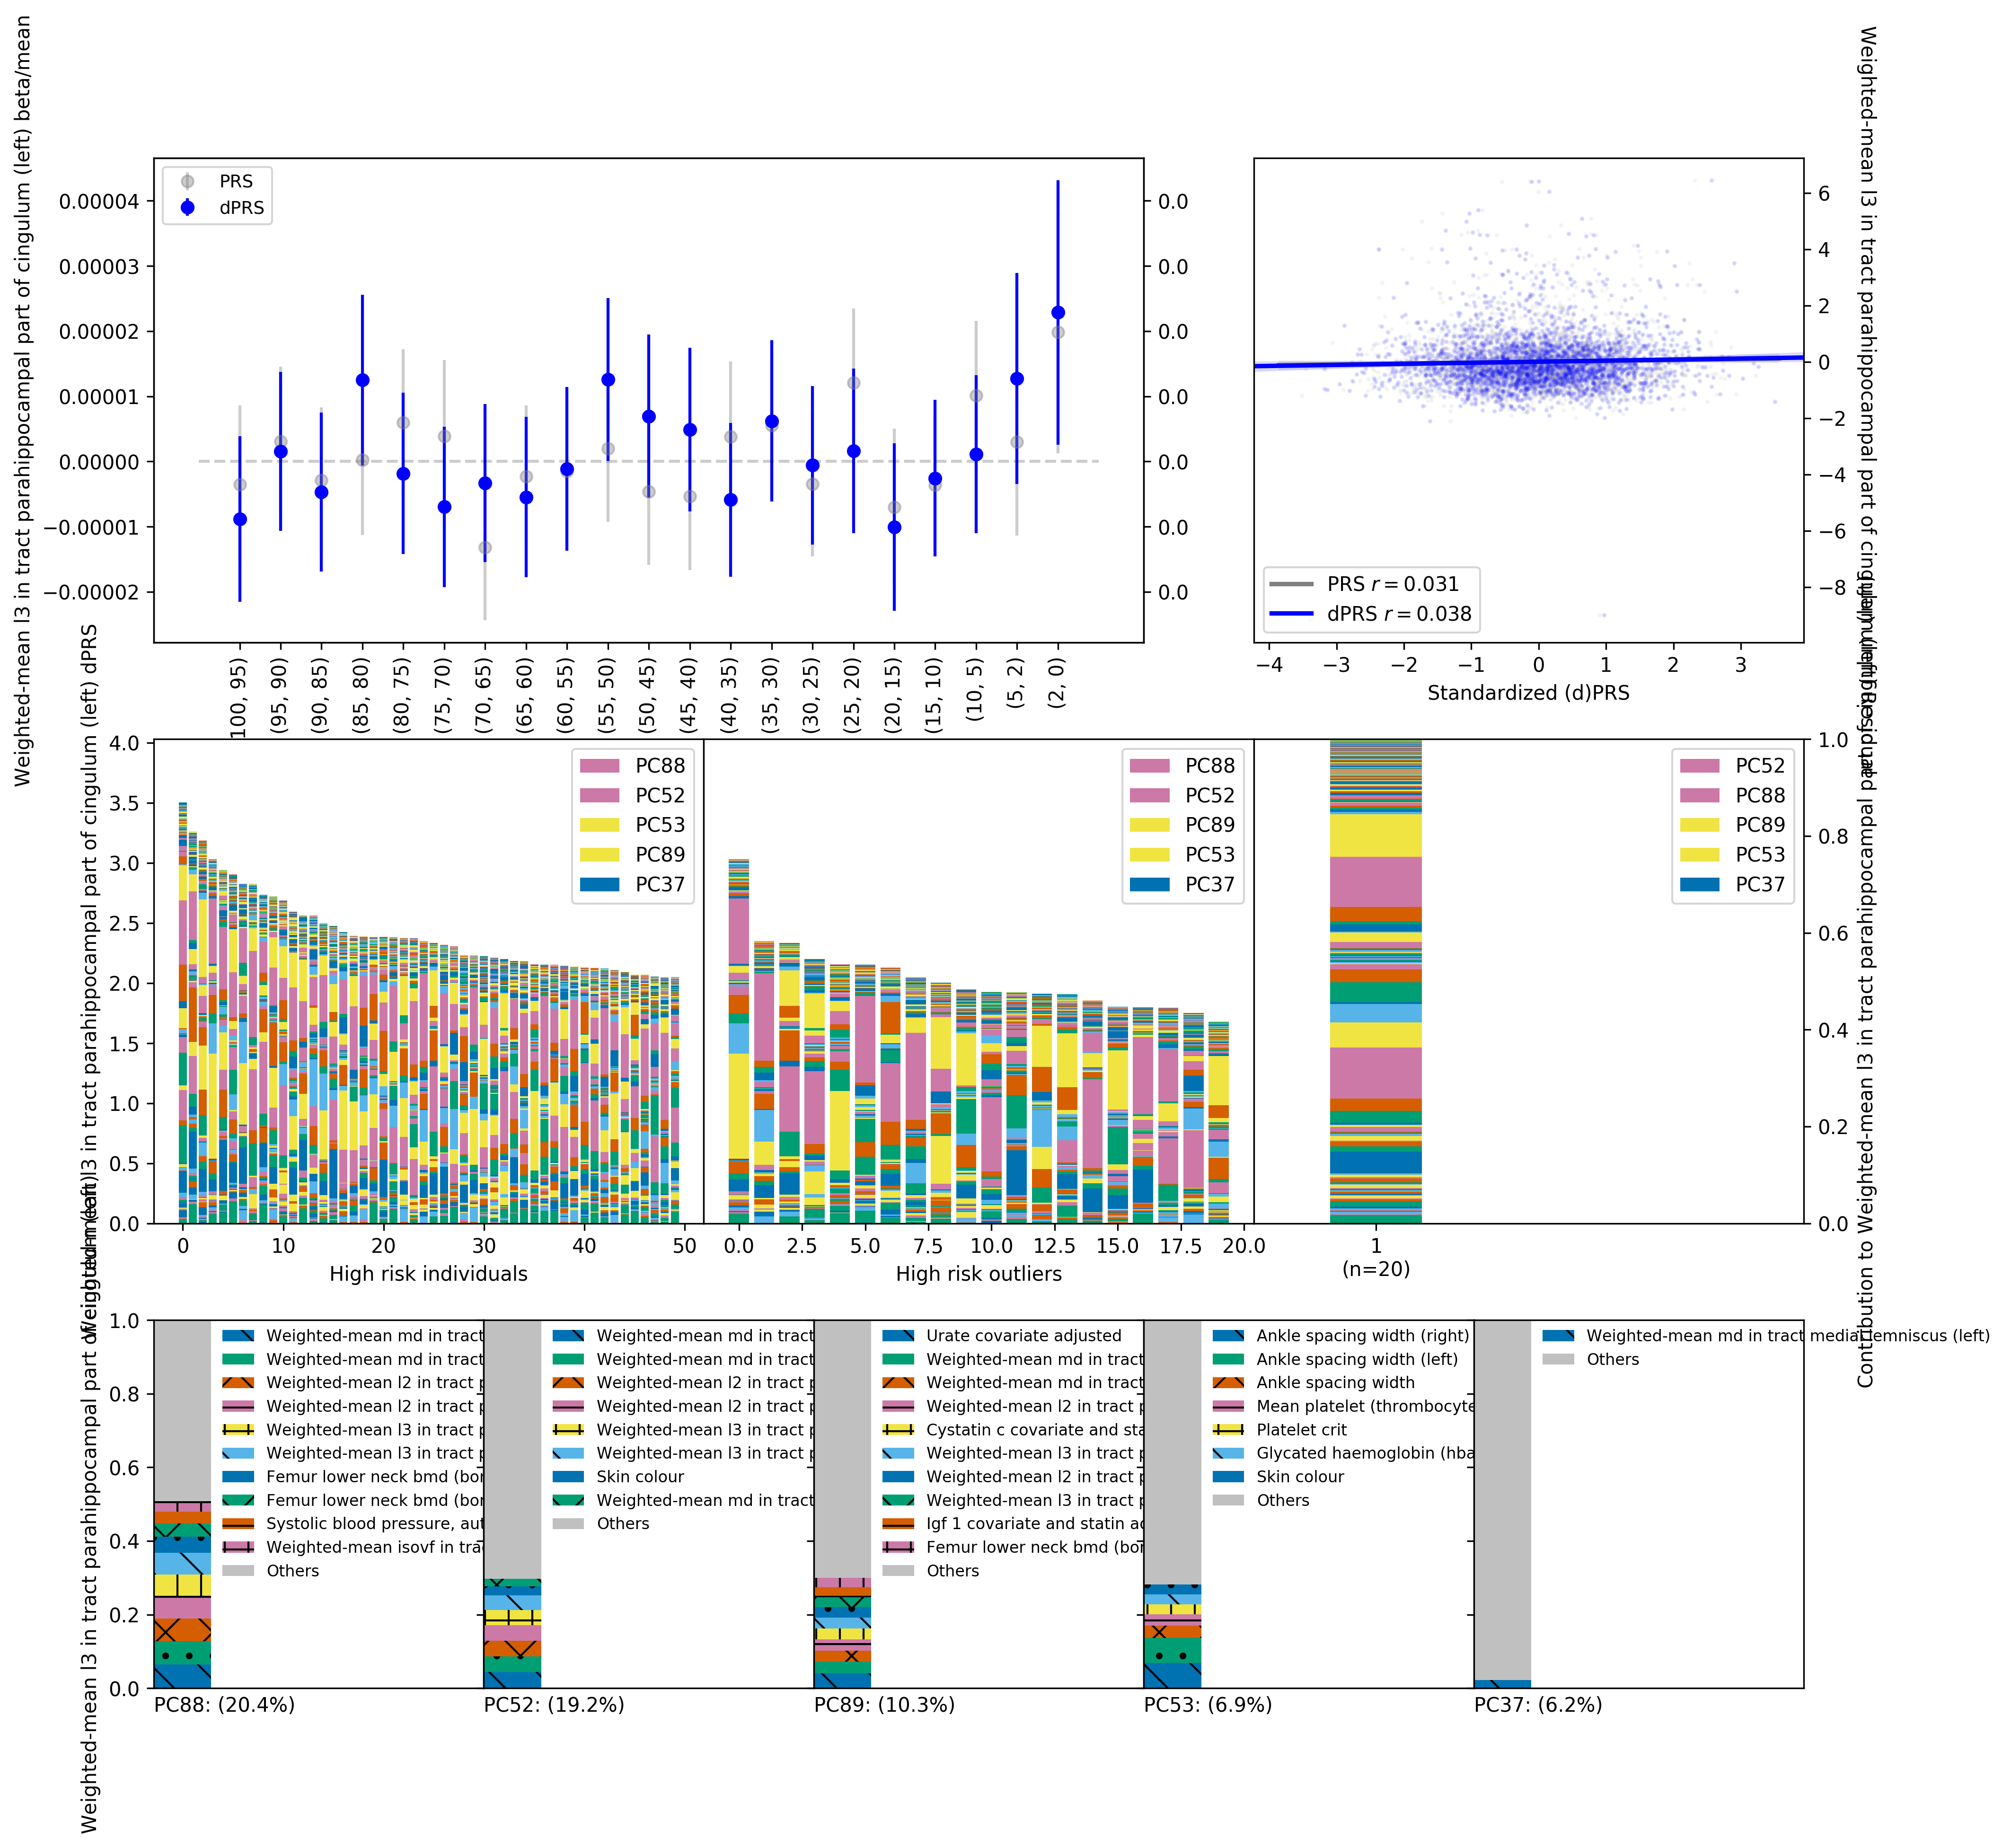 Weighted-mean l3 in tract parahippocampal part of cingulum (left) beta/mean
PRS
dPRS
0.00004
0.00003
0.00002
0.00001
0.00000
−0.00001
−0.00002
0.0
0.0
0.0
0.0
0.0
0.0
0.0
100, 95)
(95, 90)
(90, 85)
(85, 80)
(80, 75)
(75, 70)
(70, 65)
(65, 60)
(60, 55)
(55, 50)
(50, 45)
(45, 40)
(40, 35)
(35, 30)
(30, 25)
(25, 20)
(20, 15)
(15, 10)
(10, 5)
(5, 2)
(2, 0)
PRS r = 0.031
dPRS r = 0.038
6
4
2
0
−2
−4
−6
−8
−4
−3
−2
−1
0
1
2
3
Standardized (d)PRS
Weighted-mean l3 in tract parahippocampal part of cingulum (left)
Weighted-mean l3 in tract parahippocampal part of cingulum (left) dPRS
4.0
3.5
3.0
2.5
2.0
1.5
1.0
0.5
0.0
PC88
PC52
PC53
PC89
PC37
0
10
20
30
40
50
High risk individuals
PC88
PC52
PC89
PC53
PC37
0.0
2.5
5.0
7.5
10.0
12.5
15.0
17.5
20.0
High risk outliers
PC52
PC88
PC89
PC53
PC37
1
(n=20)
1.0
0.8
0.6
0.4
0.2
0.0
Contribution to Weighted-mean l3 in tract parahippocampal part of cingulum (left)
Weighted-mean l3 in tract parahippocampal part of cingulum (left)
1.0
0.8
0.6
0.4
0.2
0.0
Weighted-mean md in tract
Weighted-mean md in tract
Weighted-mean l2 in tract p
Weighted-mean l2 in tract p
Weighted-mean l3 in tract p
Weighted-mean l3 in tract p
Femur lower neck bmd (bon
Femur lower neck bmd (bon
Systolic blood pressure, aut
Weighted-mean isovf in trac
Others
PC88: (20.4%)
Weighted-mean md in tract
Weighted-mean md in tract
Weighted-mean l2 in tract p
Weighted-mean l2 in tract p
Weighted-mean l3 in tract p
Weighted-mean l3 in tract p
Skin colour
Weighted-mean md in tract
Others
PC52: (19.2%)
Urate covariate adjusted
Weighted-mean md in tract
Weighted-mean md in tract
Weighted-mean l2 in tract p
Cystatin c covariate and sta
Weighted-mean l3 in tract p
Weighted-mean l2 in tract p
Weighted-mean l3 in tract p
Igf 1 covariate and statin ad
Femur lower neck bmd (bon
Others
PC89: (10.3%)
Ankle spacing width (right)
Ankle spacing width (left)
Ankle spacing width
Mean platelet (thrombocyte
Platelet crit
Glycated haemoglobin (hba
Skin colour
Others
PC53: (6.9%)
Weighted-mean md in tract medial lemniscus (left)
Others
PC37: (6.2%)